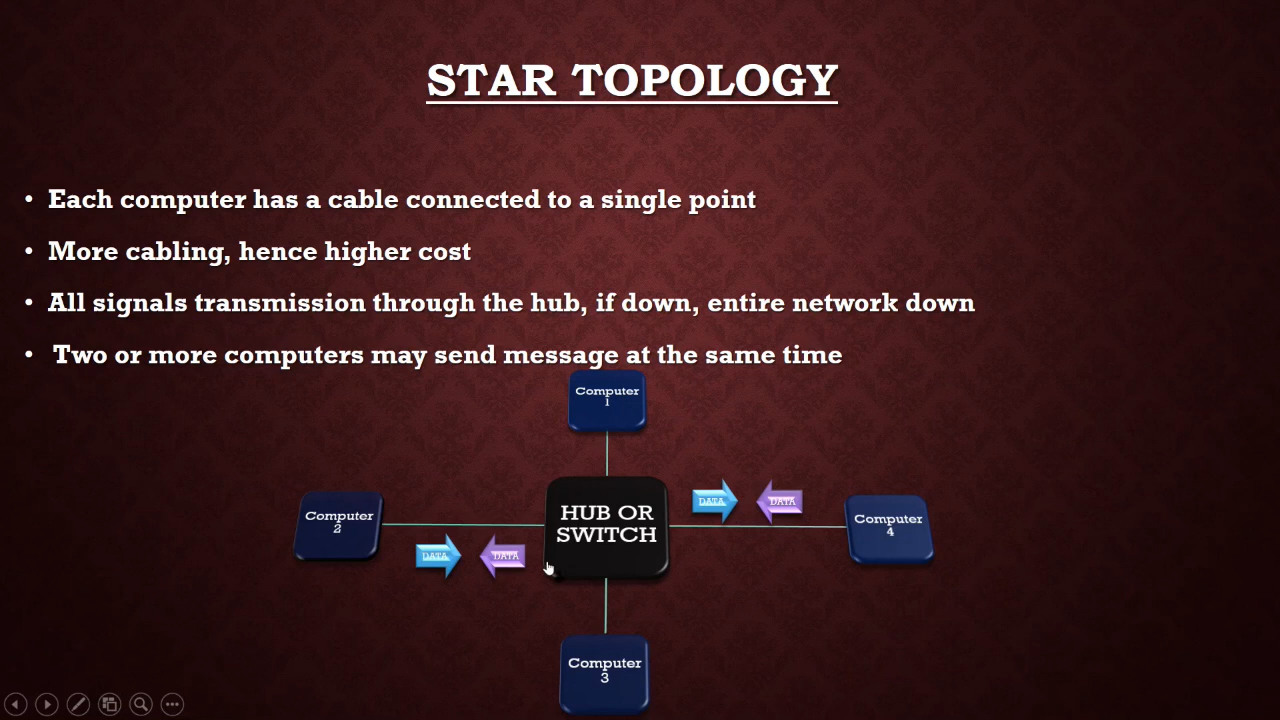 STAR TOPOLOGY
• Each computer has a cable connected to a single point
• More cabling, hence higher cost
• All signals transmission through the hub, if down, entire network down
• Two or more computers may send message at the same time
Computer
1
HUB OR
SWITCH
DATA
DATA
Computer
2
Computer
4
DATA
DATA
Computer
3